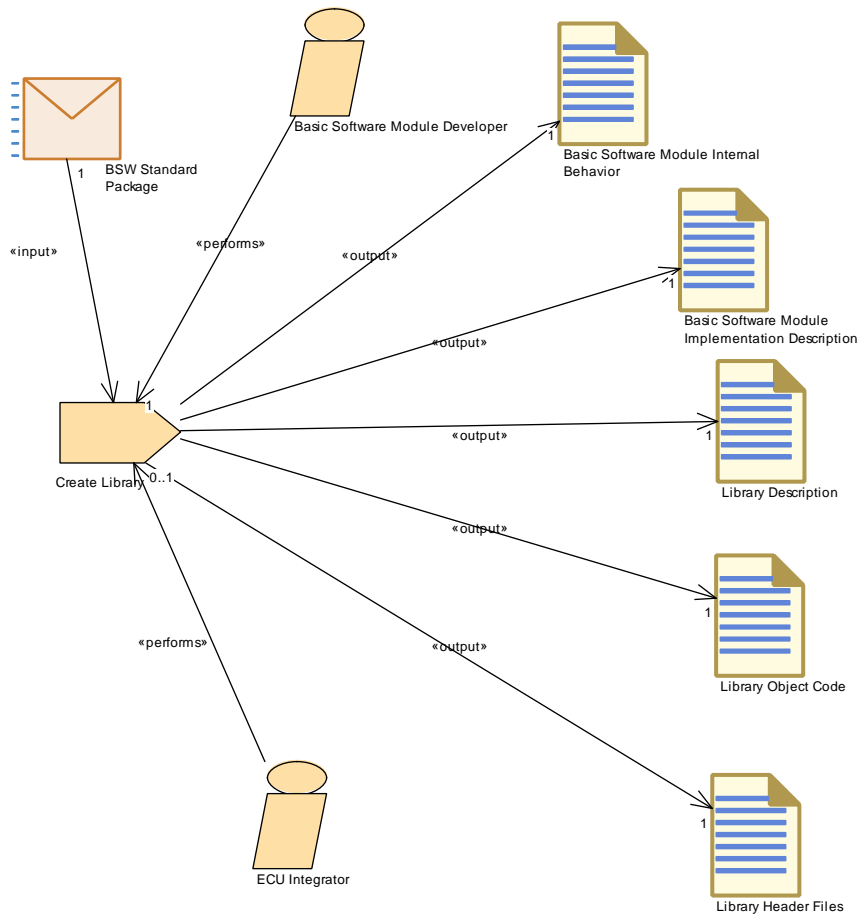 Basic Software Module Developer
1
Basic Software Module Internal
Behavior
1
BSW Standard
Package
«input»
«performs»
«output»
1
Basic Software Module
Implementation Description
«output»
1
«output»
1
Library Description
Create Library
0..1
«output»
1
Library Object Code
«performs»
«output»
1
Library Header Files
ECU Integrator